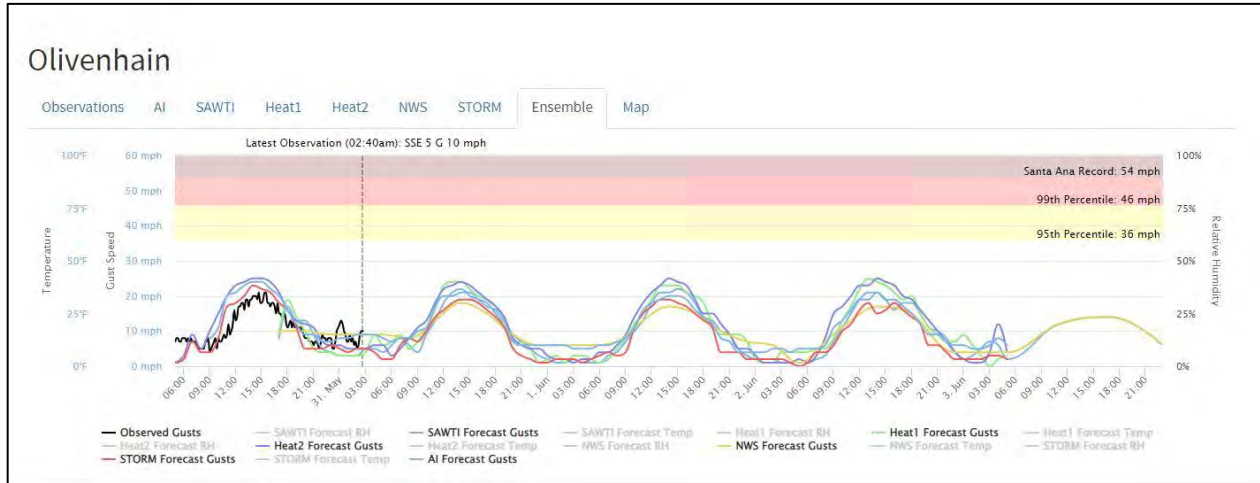 Olivenhain
Observations AI SAWTI Heat1 Heat2 NWS STORM Ensemble Map
Latest Observation (02:40am): SSE 5 G 10 mph
100°F 60 mph 100%
Santa Ana Record: 54 mph
50 mph
99th Percentile: 46 mph
75°F 75%
40 mph
95th Percentile: 36 mph
Temperature Gust Speed Relative Humidity
50°F 30 mph 50%
20 mph
25°F 25%
10 mph
0°F 0 mph 0%
06:00 09:00 12:00 15:00 18:00 21:00 31. May 03:00 06:00 09:00 12:00 15:00 18:00 21:00 1. Jun 03:00 06:00 09:00 12:00 15:00 18:00 21:00 2. Jun 03:00 06:00 09:00 12:00 15:00 18:00 21:00 3. Jun 03:00 06:00 09:00 12:00 15:00 18:00 21:00
Observed Gusts SAWTI Forecast RH SAWTI Forecast Gusts SAWTI Forecast Temp Heat1 Forecast RH Heat1 Forecast Gusts Heat1 Forecast Temp
Heat2 Forecast RH Heat2 Forecast Gusts Heat2 Forecast Temp NWS Forecast RH NWS Forecast Gusts NWS Forecast Temp STORM Forecast RH
STORM Forecast Gusts STORM Forecast Temp AI Forecast Gusts